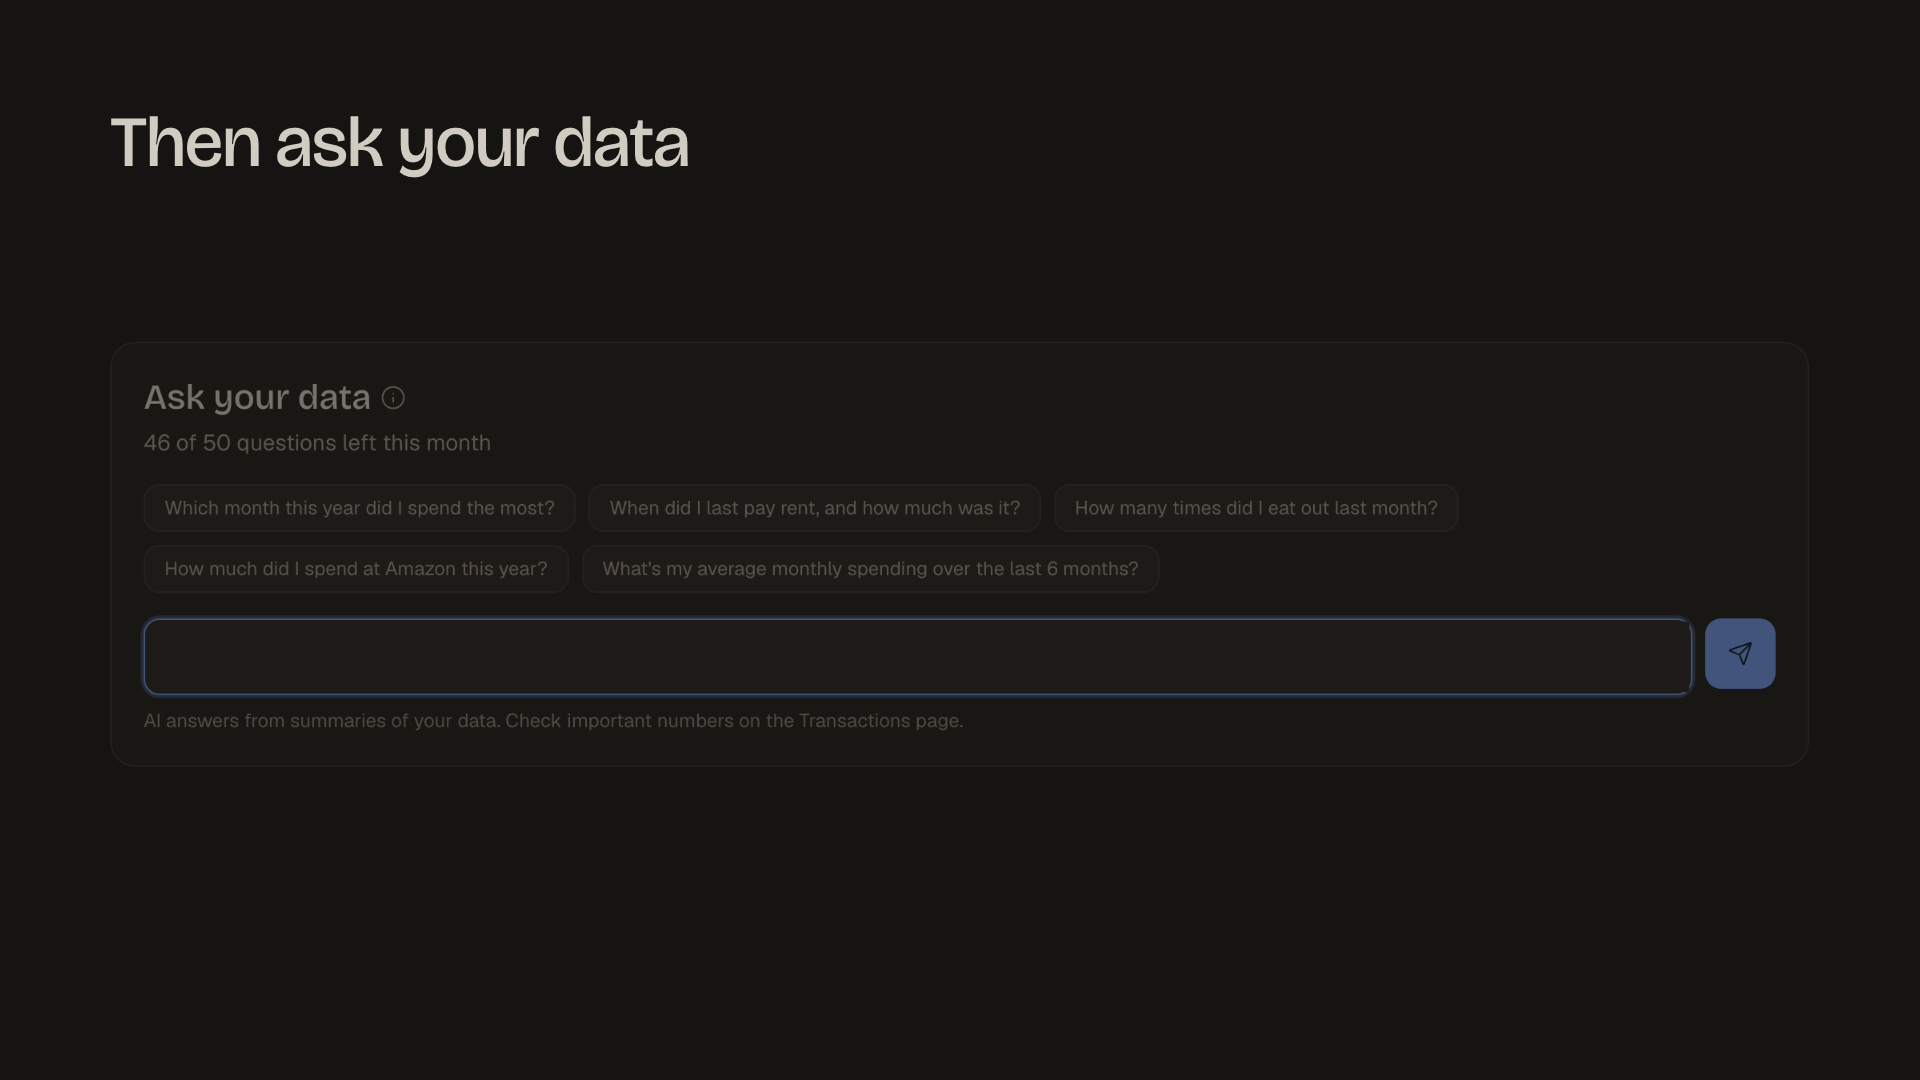 Then ask your data
Ask your data
46 of 50 questions left this month
Which month this year did I spend the most?
When did I last pay rent, and how much was it?
How many times did I eat out last month?
How much did I spend at Amazon this year?
What's my average monthly spending over the last 6 months?
AI answers from summaries of your data. Check important numbers on the Transactions page.